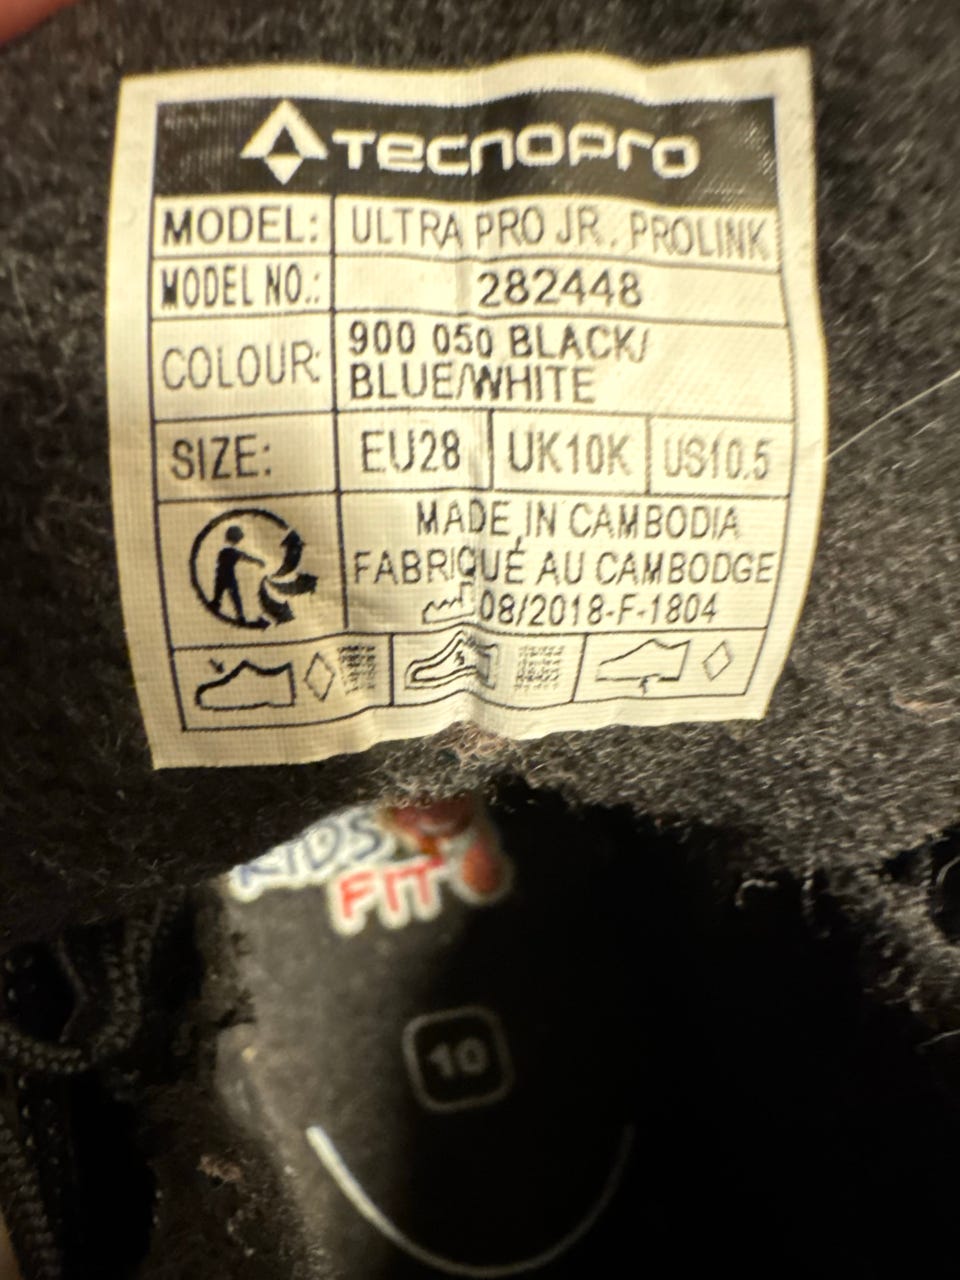 TECNOPRO
MODEL: ULTRA PRO JR. PROLINK
MODEL NO.: 282448
COLOUR: 900 050 BLACK/
BLUE/WHITE
SIZE: EU28 UK10K US10.5
MADE IN CAMBODIA
FABRIQUÉ AU CAMBODGE
08/2018-F-1804
KIDS
FIT
10